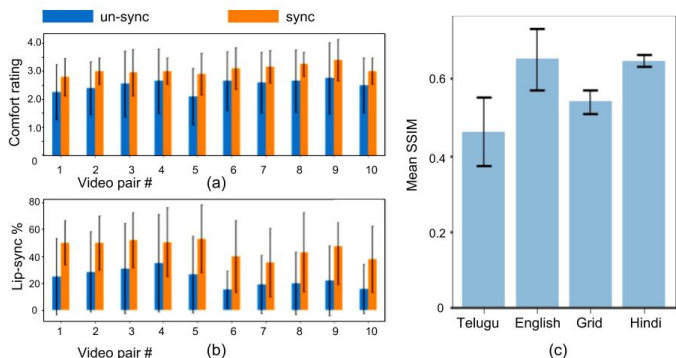 un-sync sync
Comfort rating
4.0
3.0
2.0
1.0
0
1 2 3 4 5 6 7 8 9 10
Video pair # (a)
Lip-sync %
80
60
40
20
0
1 2 3 4 5 6 7 8 9 10
Video pair # (b)
Mean SSIM
0.6
0.4
0.2
0
Telugu English Grid Hindi
(c)